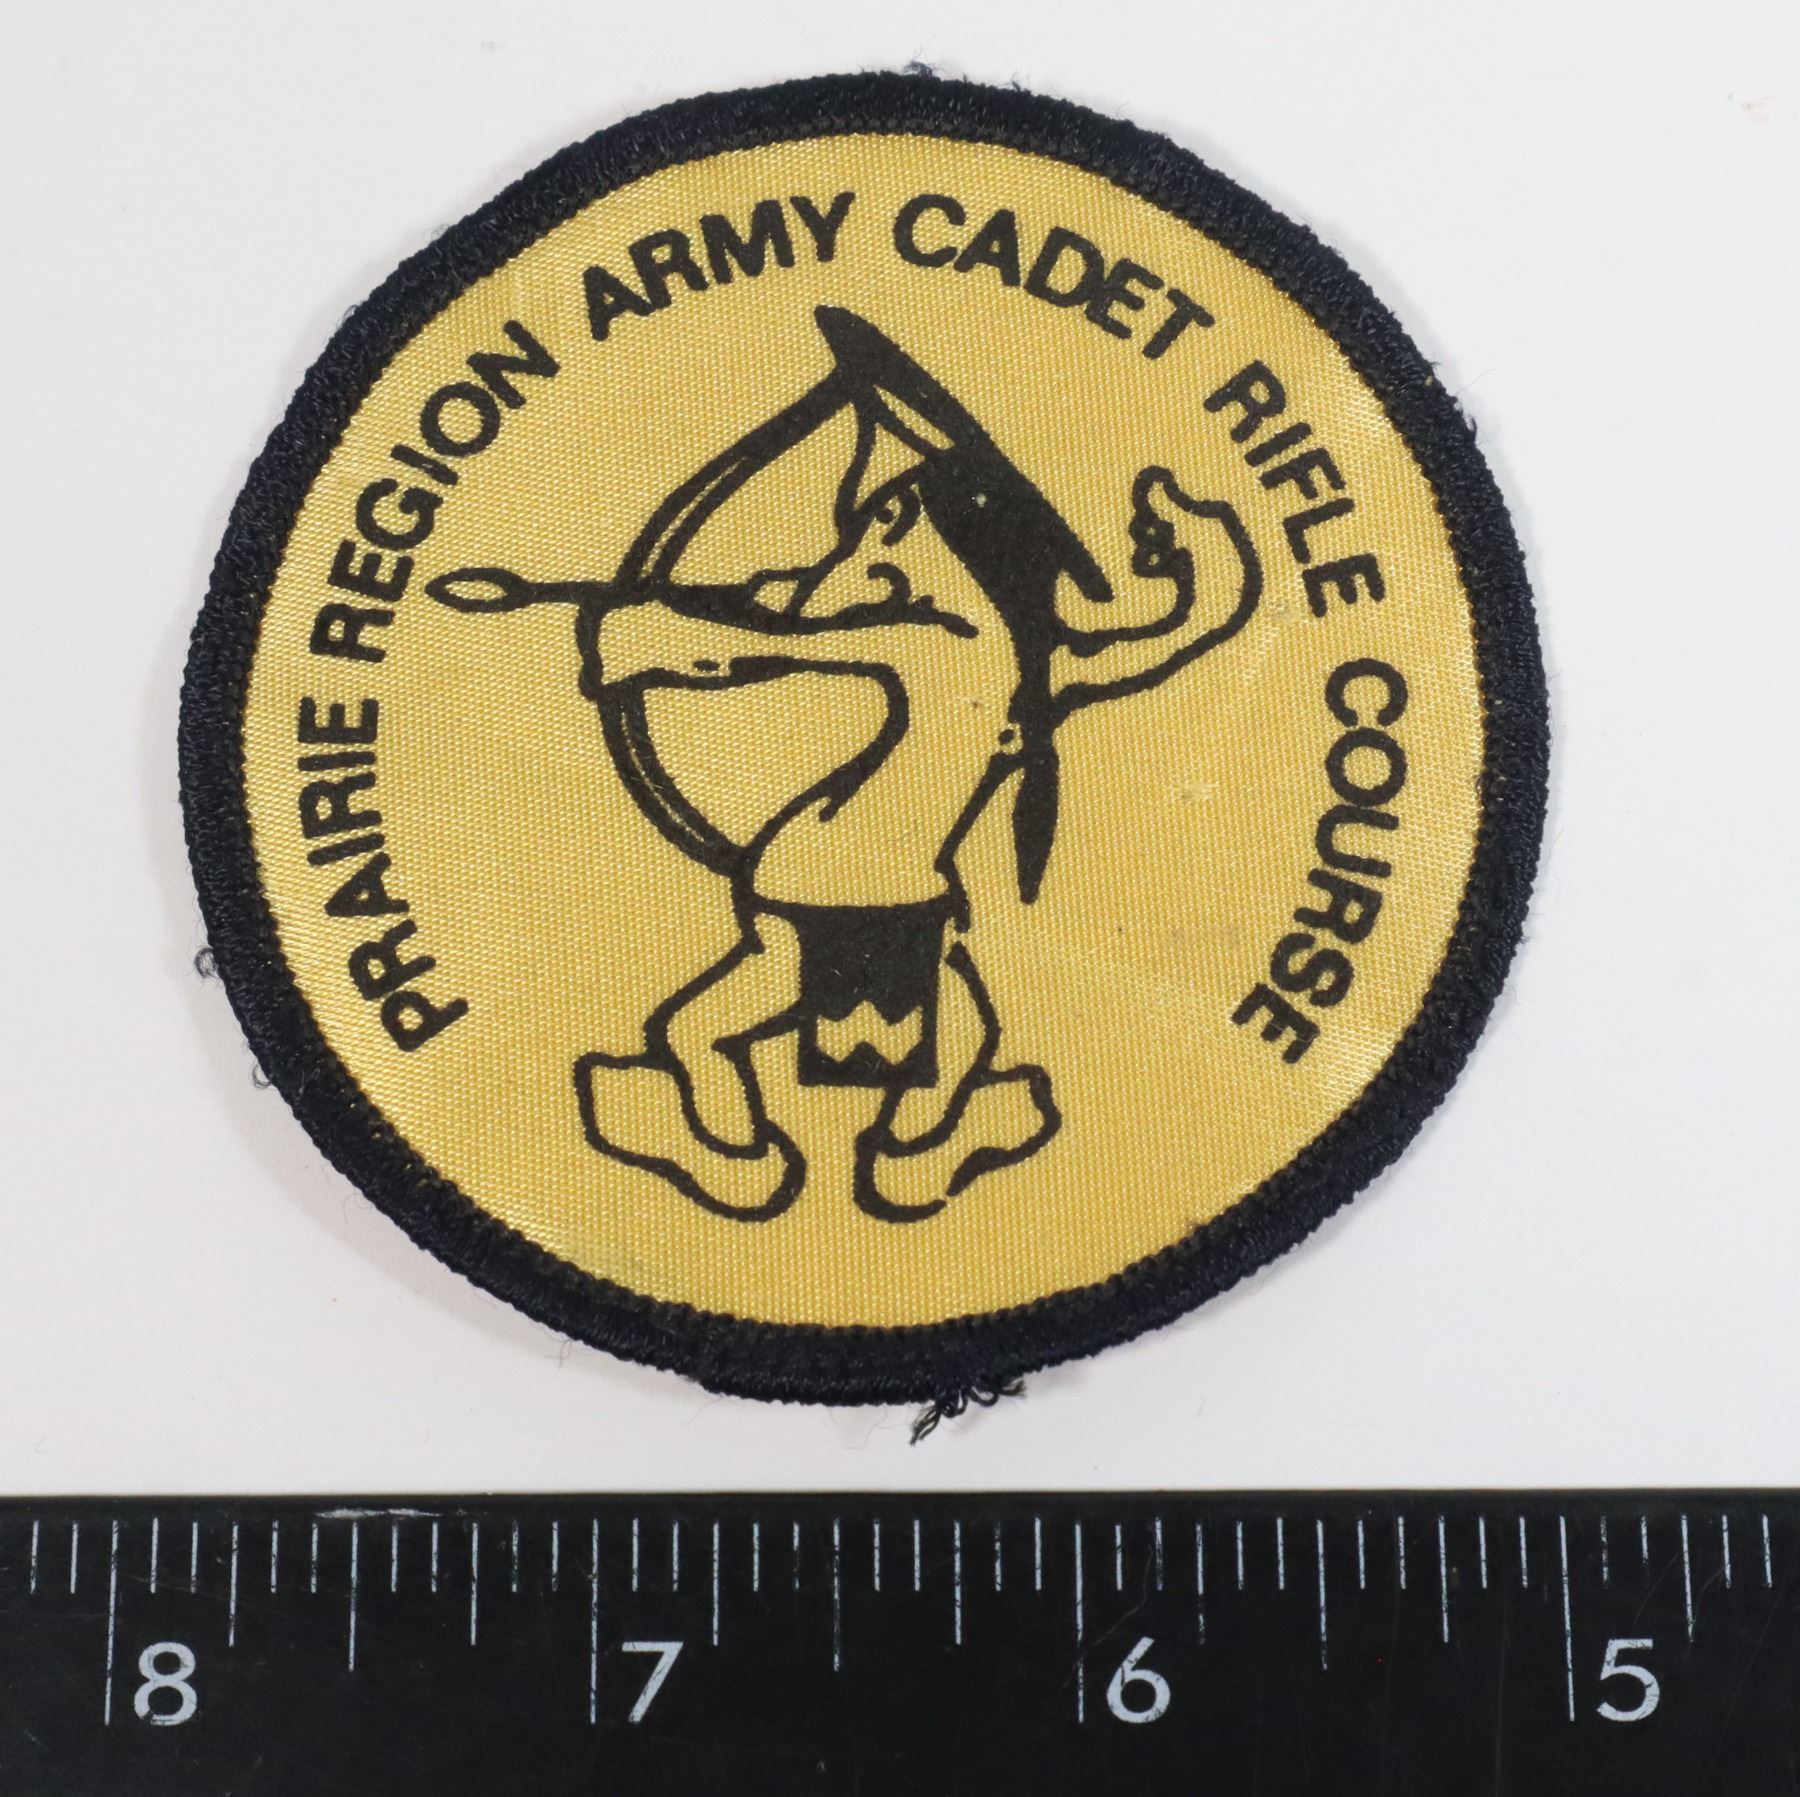 PRAIRIE REGION ARMY CADET RIFLE COURSE
8 7 6 5